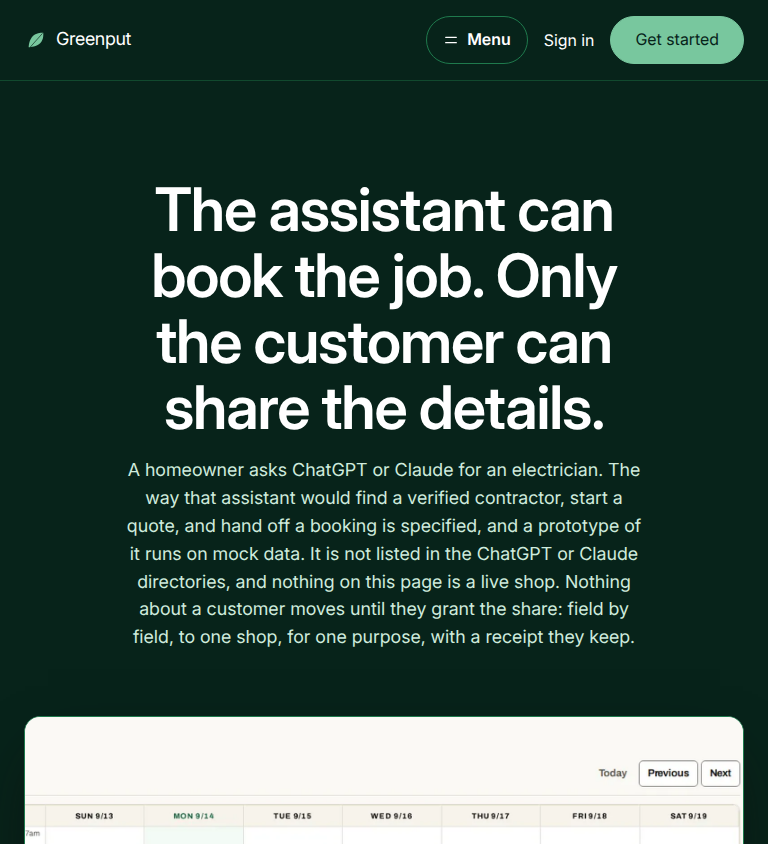 Greenput
Menu
Sign in
Get started
The assistant can
book the job. Only
the customer can
share the details.
A homeowner asks ChatGPT or Claude for an electrician. The
way that assistant would find a verified contractor, start a
quote, and hand off a booking is specified, and a prototype of
it runs on mock data. It is not listed in the ChatGPT or Claude
directories, and nothing on this page is a live shop. Nothing
about a customer moves until they grant the share: field by
field, to one shop, for one purpose, with a receipt they keep.
Today
Previous
Next
SUN 9/13
MON 9/14
TUE 9/15
WED 9/16
THU 9/17
FRI 9/18
SAT 9/19
7am